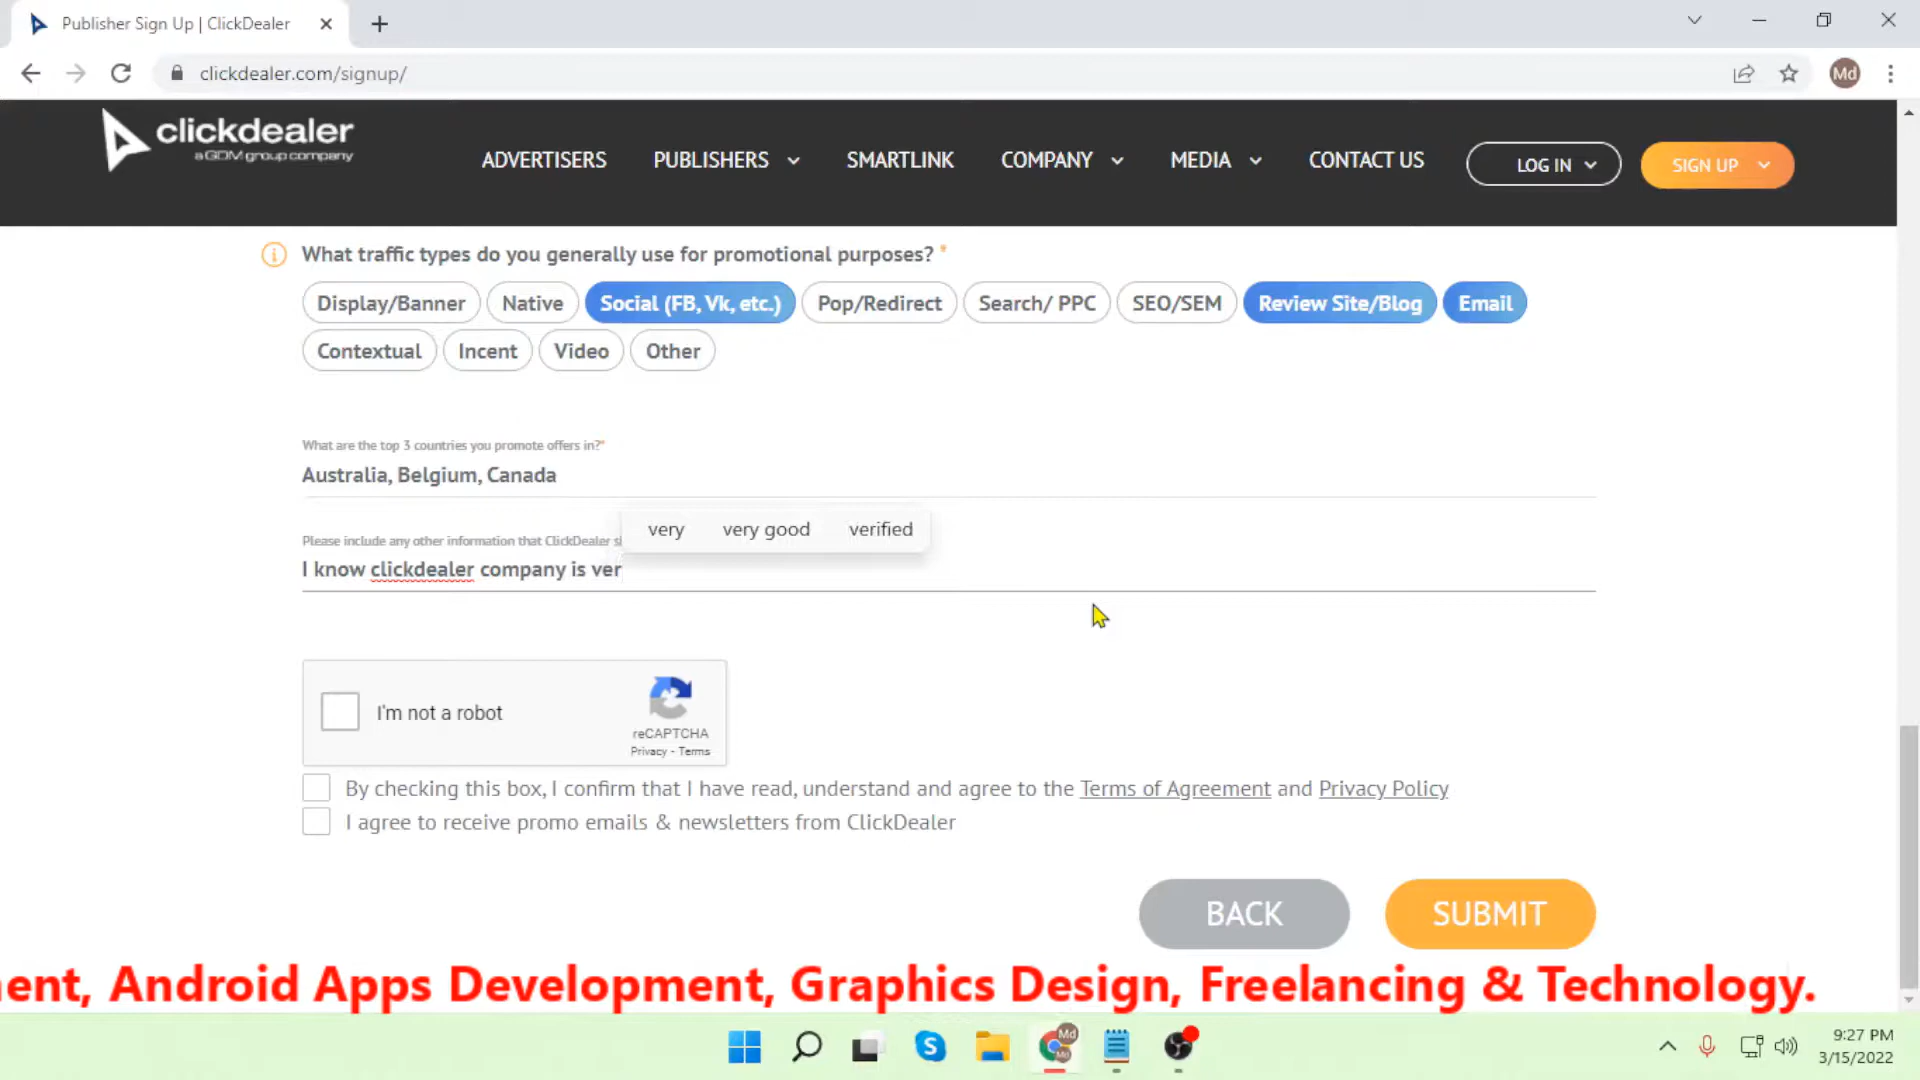 Publisher Sign Up | ClickDealer
clickdealer.com/signup/
Md
clickdealer
a GDM group company
ADVERTISERS
PUBLISHERS
SMARTLINK
COMPANY
MEDIA
CONTACT US
LOG IN
SIGN UP
What traffic types do you generally use for promotional purposes? *
Display/Banner
Native
Social (FB, Vk, etc.)
Pop/Redirect
Search/ PPC
SEO/SEM
Review Site/Blog
Email
Contextual
Incent
Video
Other
What are the top 3 countries you promote offers in?*
Australia, Belgium, Canada
very
very good
verified
Please include any other information that ClickDealer
I know clickdealer company is ver
I'm not a robot
reCAPTCHA
Privacy - Terms
By checking this box, I confirm that I have read, understand and agree to the Terms of Agreement and Privacy Policy
I agree to receive promo emails & newsletters from ClickDealer
BACK
SUBMIT
ent, Android Apps Development, Graphics Design, Freelancing & Technology.
Md
9:27 PM
3/15/2022